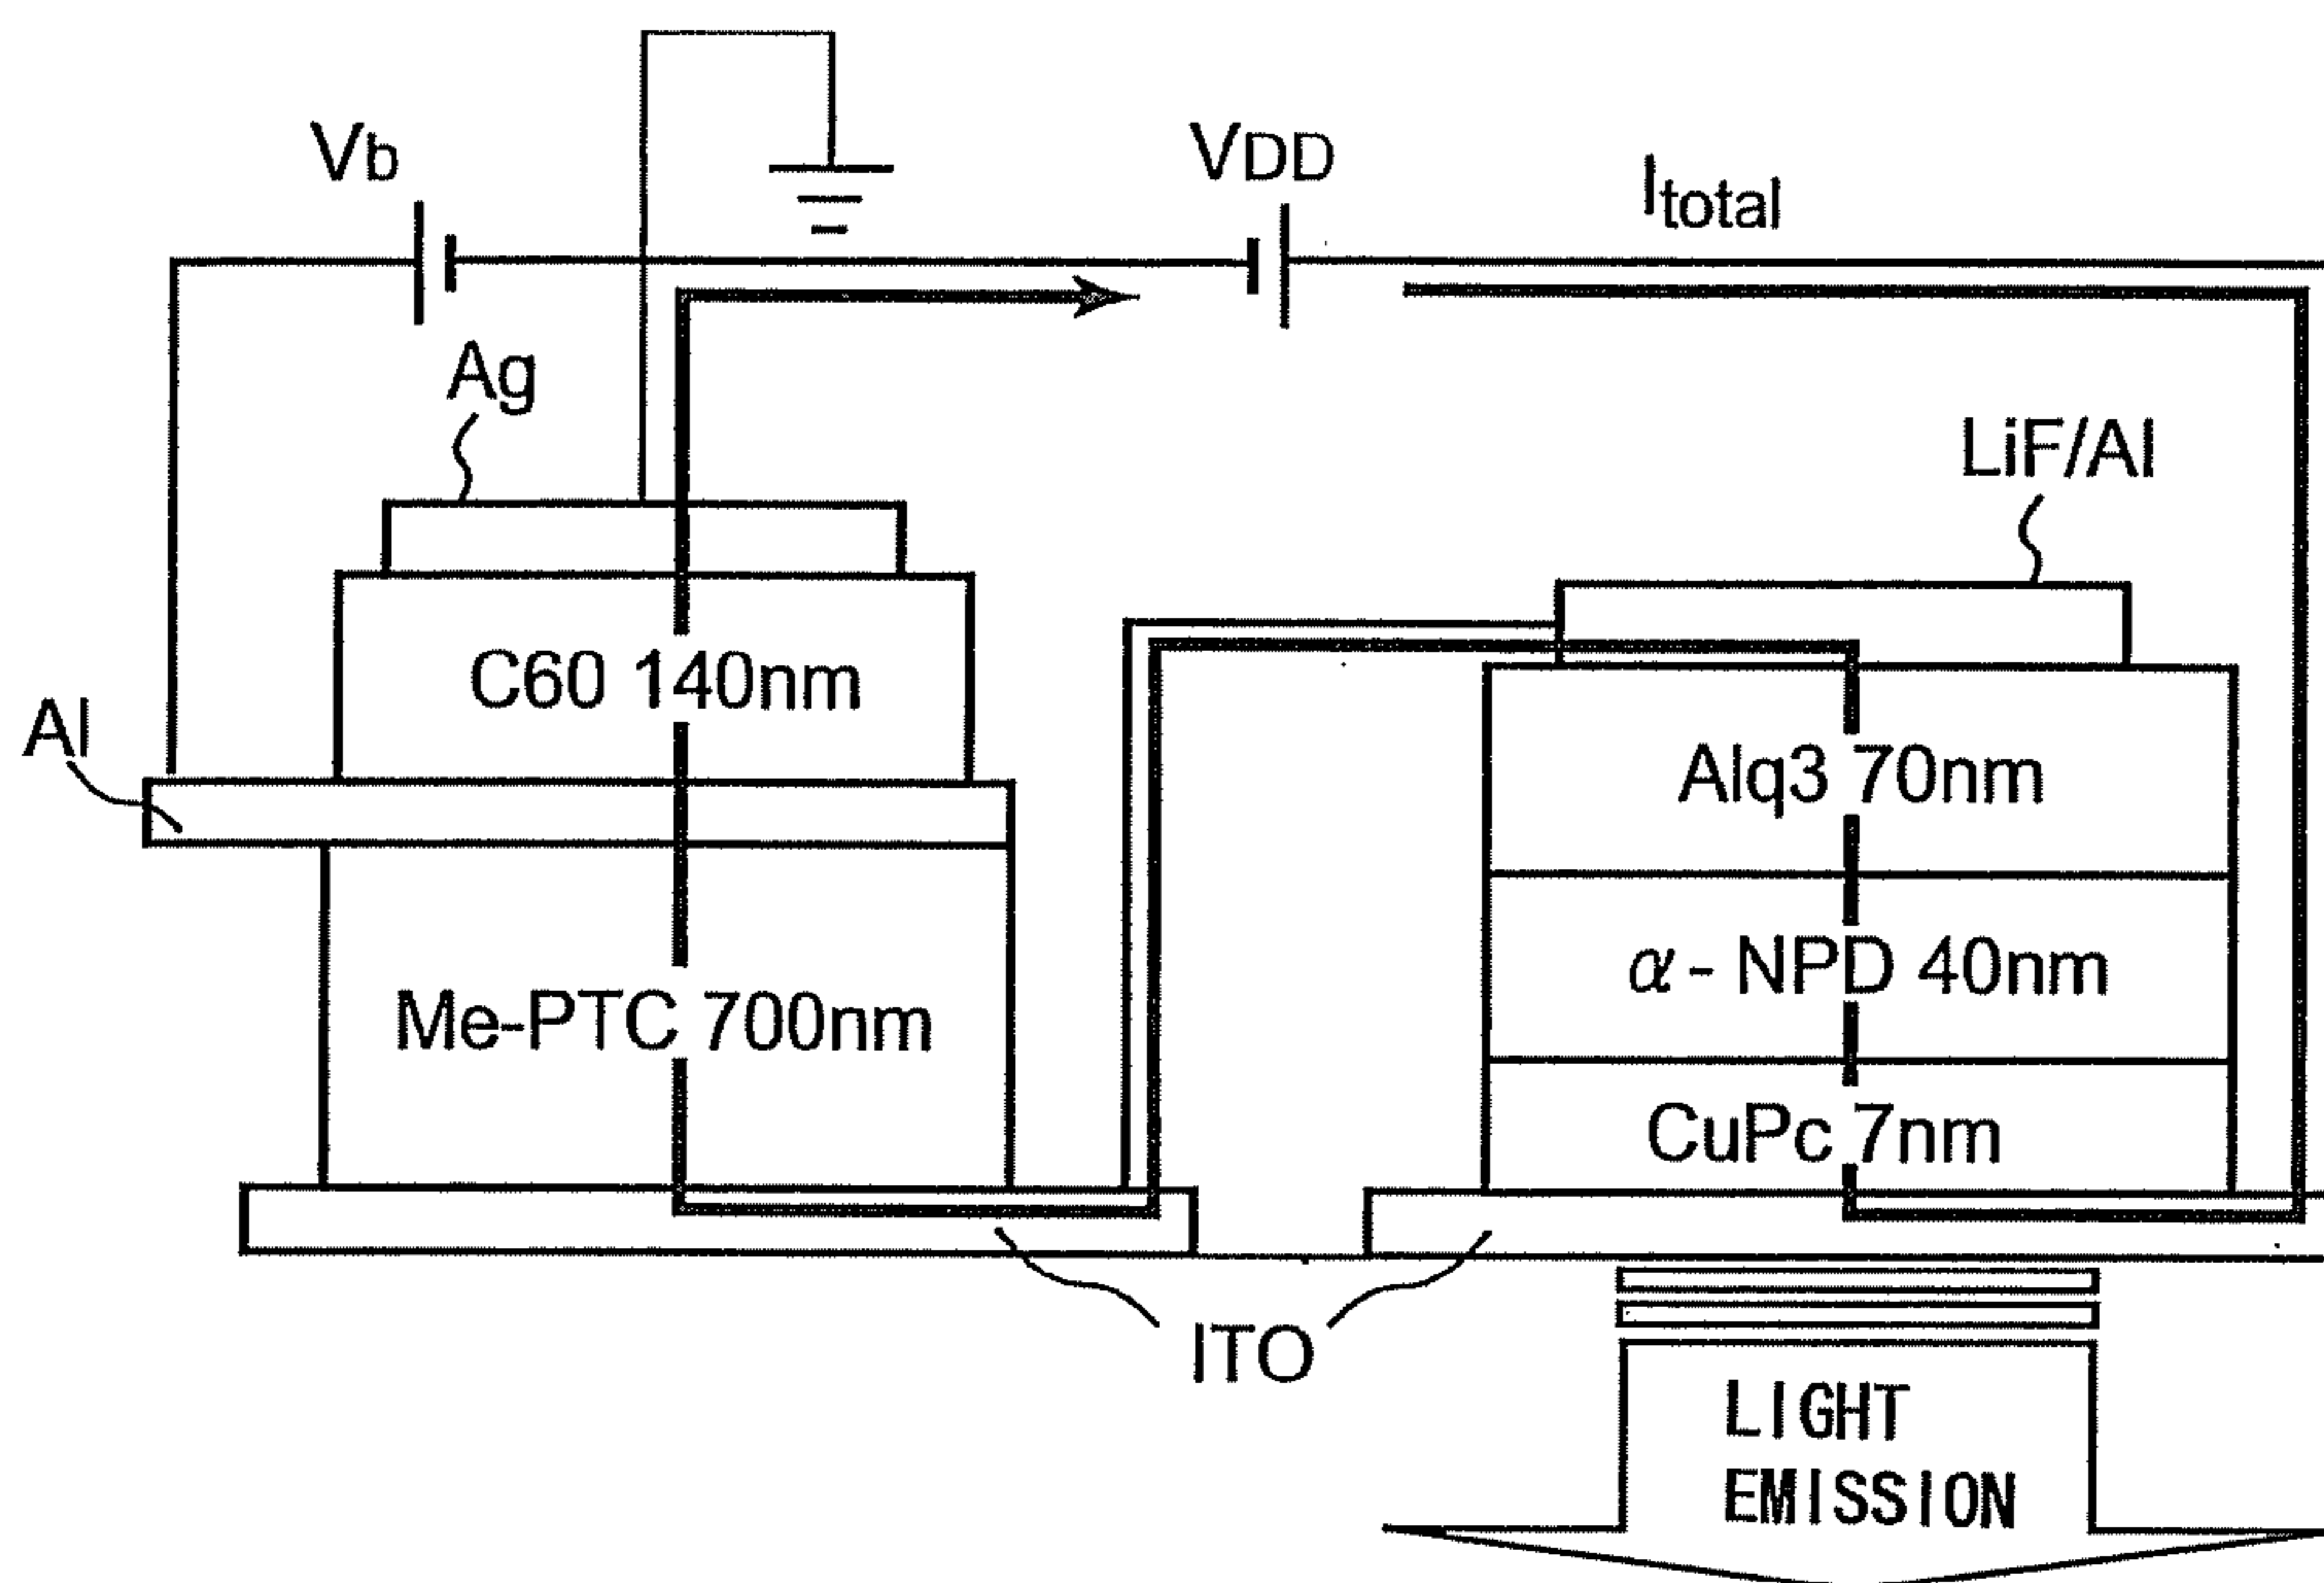 Vb
VDD
Itotal
Ag
LiF/Al
C60 140nm
Al
Alq3 70nm
α - NPD 40nm
Me-PTC 700nm
CuPc 7nm
ITO
LIGHT
EMISSION